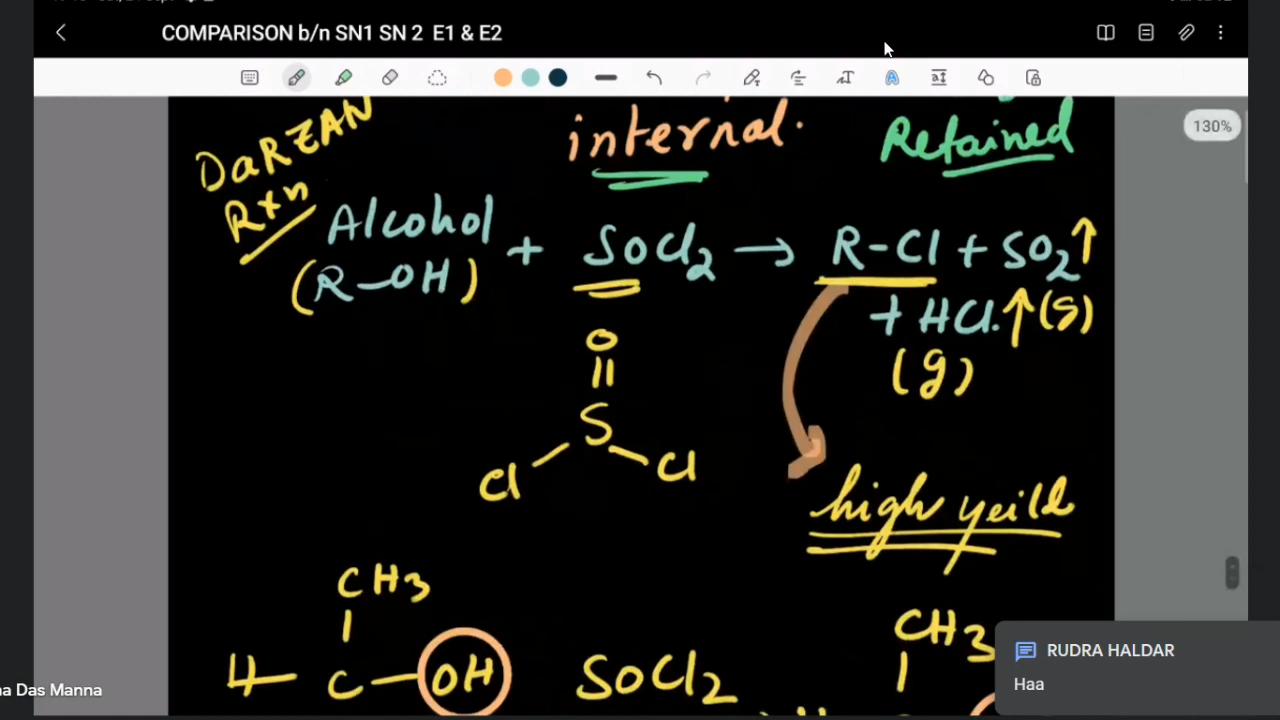 COMPARISON b/n SN1 SN 2 E1 & E2
130%
DaRZAN
Rxn
internal.
Retained
Alcohol + SoCl2 → R-Cl + SO2↑
(R-OH)
+ HCl.↑(S)
(g)
O
S
Cl Cl
high yeild
CH3
CH3
H C OH SoCl2
RUDRA HALDAR
Haa
Das Manna